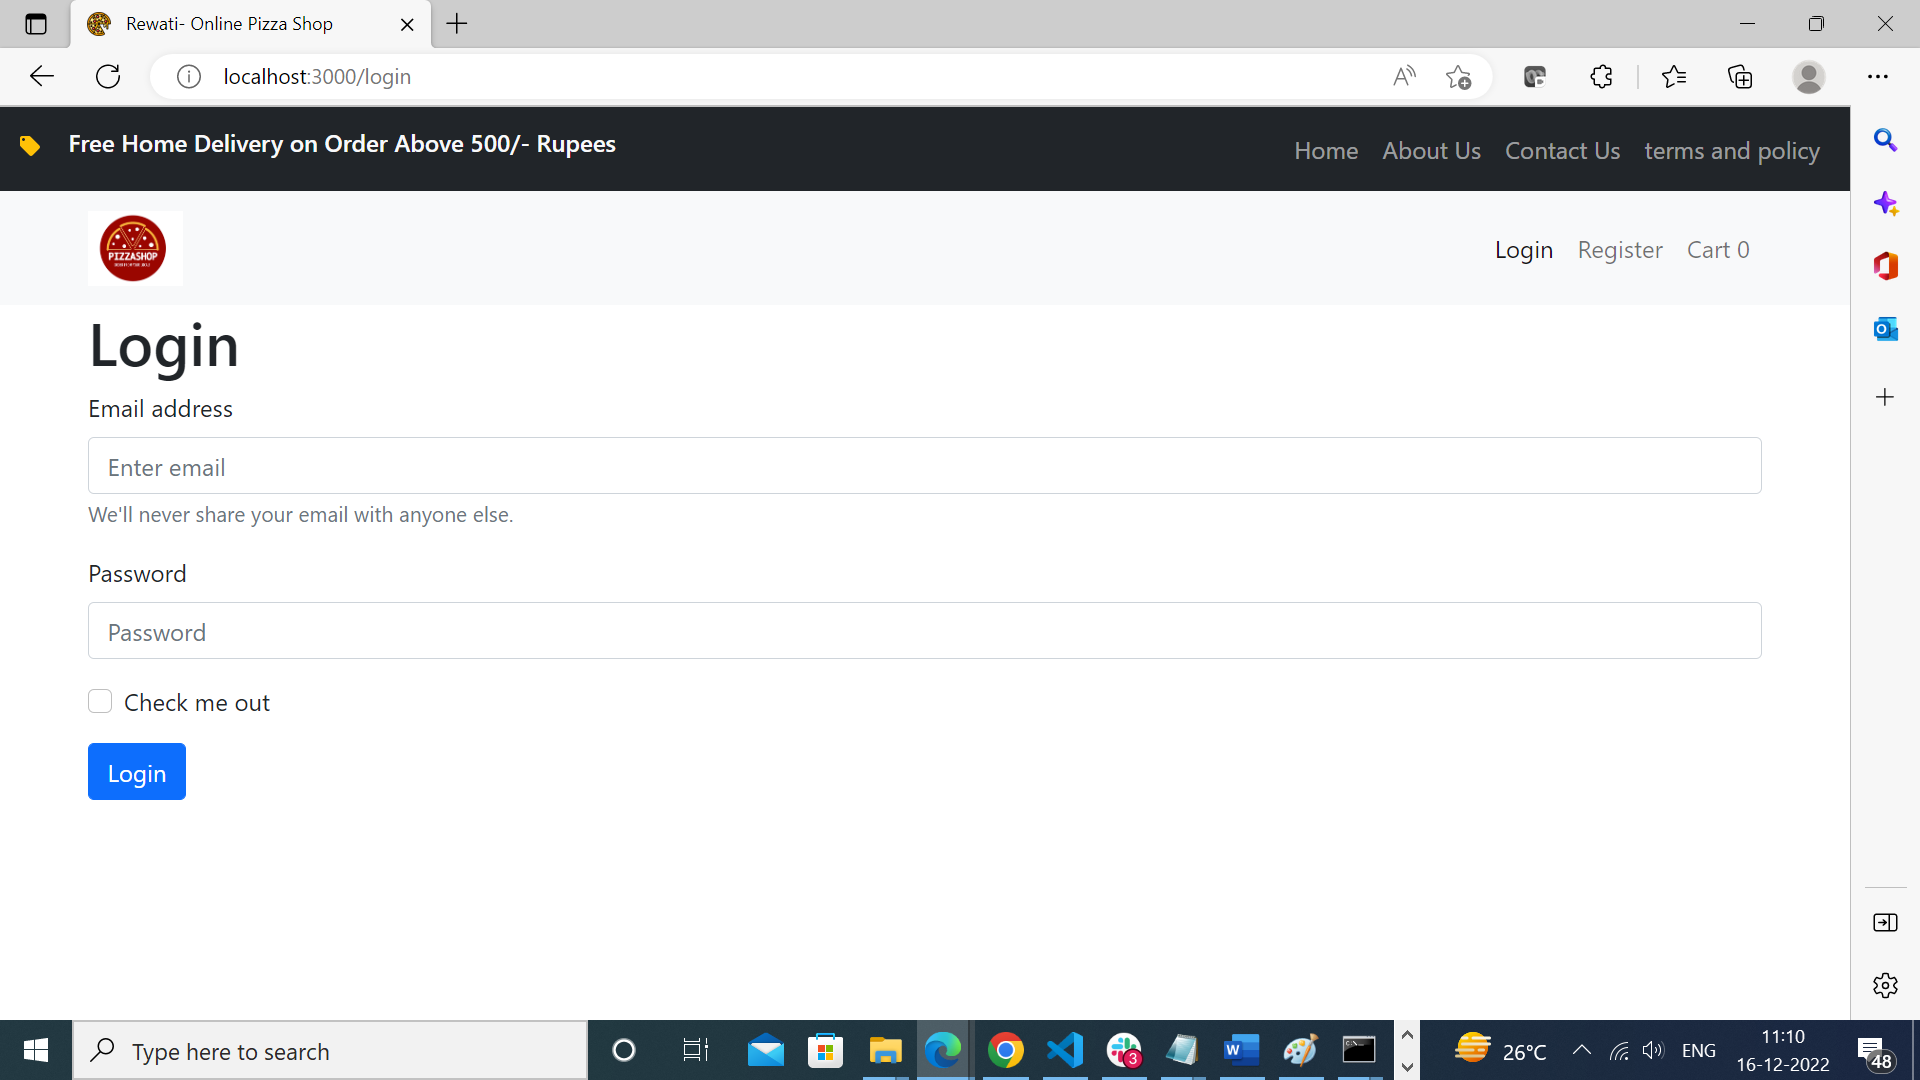 Rewati- Online Pizza Shop
localhost:3000/login
Free Home Delivery on Order Above 500/- Rupees
Home About Us Contact Us terms and policy
PIZZASHOP
Login Register Cart 0
Login
Email address
Enter email
We'll never share your email with anyone else.
Password
Password
Check me out
Login
Type here to search
3
26°C
ENG
11:10
16-12-2022
48